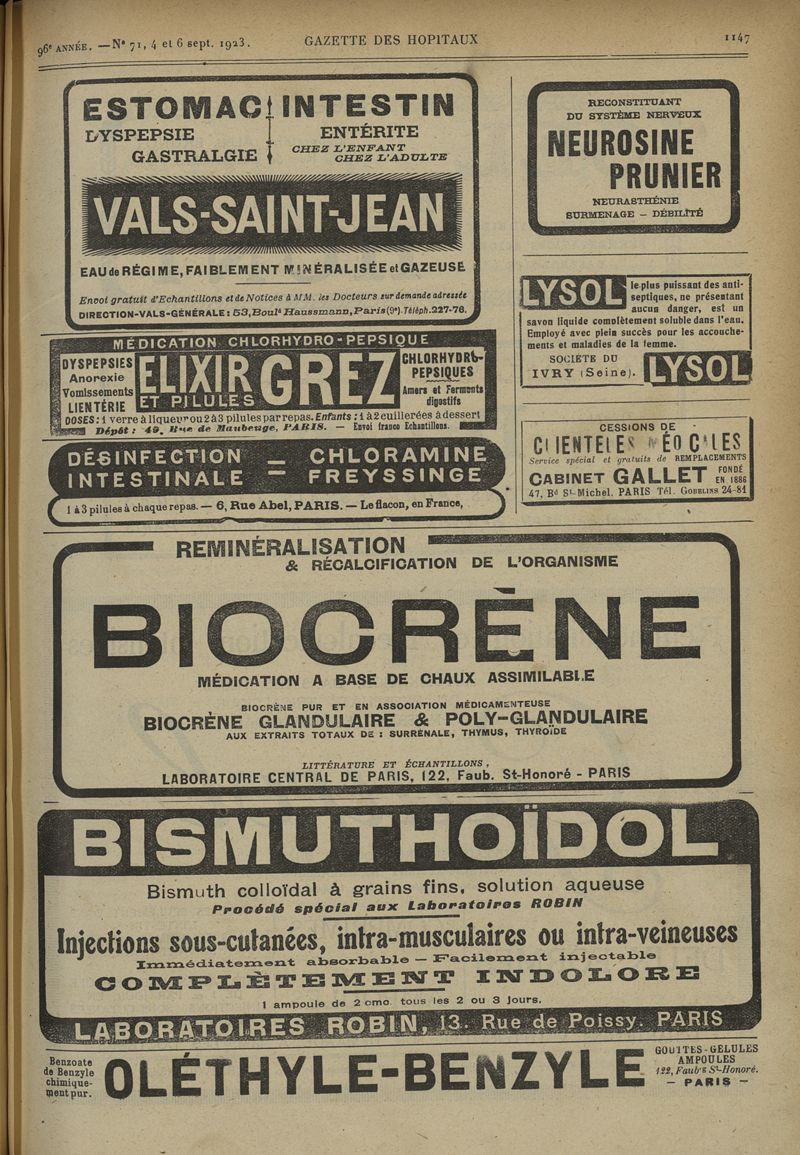 96e ANNÉE. — No 71, 4 et 6 sept. 1923.
GAZETTE DES HOPITAUX
1147
ESTOMAC INTESTIN
DYSPEPSIE
GASTRALGIE
ENTÉRITE
CHEZ L'ENFANT
CHEZ L'ADULTE
VALS-SAINT-JEAN
EAU de RÉGIME, FAIBLEMENT MINÉRALISÉE et GAZEUSE
Envoi gratuit d'Echantillons et de Notices à MM. les Docteurs sur demande adressée
DIRECTION-VALS-GÉNÉRALE: 53, Bould Haussmann, Paris (9e). Téléph. 227-76.
MÉDICATION CHLORHYDRO-PEPSIQUE
DYSPEPSIES
Anorexie
Vomissements
LIENTÉRIE
ELIXIR GREZ
ET PILULES
CHLORHYDRO-
PEPSIQUES
Amers et Ferments
digestifs
DOSES: 1 verre à liqueur ou 2 à 3 pilules par repas. Enfants: 1 à 2 cuillerées à dessert
Dépôt: 49, Rue de Maubeuge, PARIS. — Envoi franco Echantillons.
DÉSINFECTION
INTESTINALE
=
CHLORAMINE
FREYSSINGE
1 à 3 pilules à chaque repas. — 6, Rue Abel, PARIS. — Le flacon, en France,
RECONSTITUANT
DU SYSTÈME NERVEUX
NEUROSINE
PRUNIER
NEURASTHÉNIE
SURMENAGE - DÉBILITÉ
LYSOL
le plus puissant des anti-
septiques, ne présentant
aucun danger, est un
savon liquide complètement soluble dans l'eau.
Employé avec plein succès pour les accouche-
ments et maladies de la femme.
SOCIETE DU
IVRY (Seine).
LYSOL
CESSIONS DE
CLIENTELES MÉDICALES
Service spécial et gratuits de REMPLACEMENTS
CABINET GALLET FONDÉ
EN 1886
47, Bd St-Michel, PARIS Tél. GOBELINS 24-81
REMINÉRALISATION
& RÉCALCIFICATION DE L'ORGANISME
BIOCRÈNE
MÉDICATION A BASE DE CHAUX ASSIMILABLE
BIOCRÈNE PUR ET EN ASSOCIATION MÉDICAMENTEUSE
BIOCRÈNE GLANDULAIRE & POLY-GLANDULAIRE
AUX EXTRAITS TOTAUX DE: SURRÉNALE, THYMUS, THYROÏDE
LITTÉRATURE ET ÉCHANTILLONS,
LABORATOIRE CENTRAL DE PARIS, 122, Faub. St-Honoré - PARIS
BISMUTHOÏDOL
Bismuth colloïdal à grains fins, solution aqueuse
Procédé spécial aux Laboratoires ROBIN
Injections sous-cutanées, intra-musculaires ou intra-veineuses
Immédiatement absorbable — Facilement injectable
COMPLÈTEMENT INDOLORE
1 ampoule de 2 cmc tous les 2 ou 3 jours.
LABORATOIRES ROBIN, 13, Rue de Poissy, PARIS
Benzoate
de Benzyle
chimique-
ment pur.
OLÉTHYLE-BENZYLE
GOUTTES-GELULES
AMPOULES
122, Faubg St-Honoré.
— PARIS —